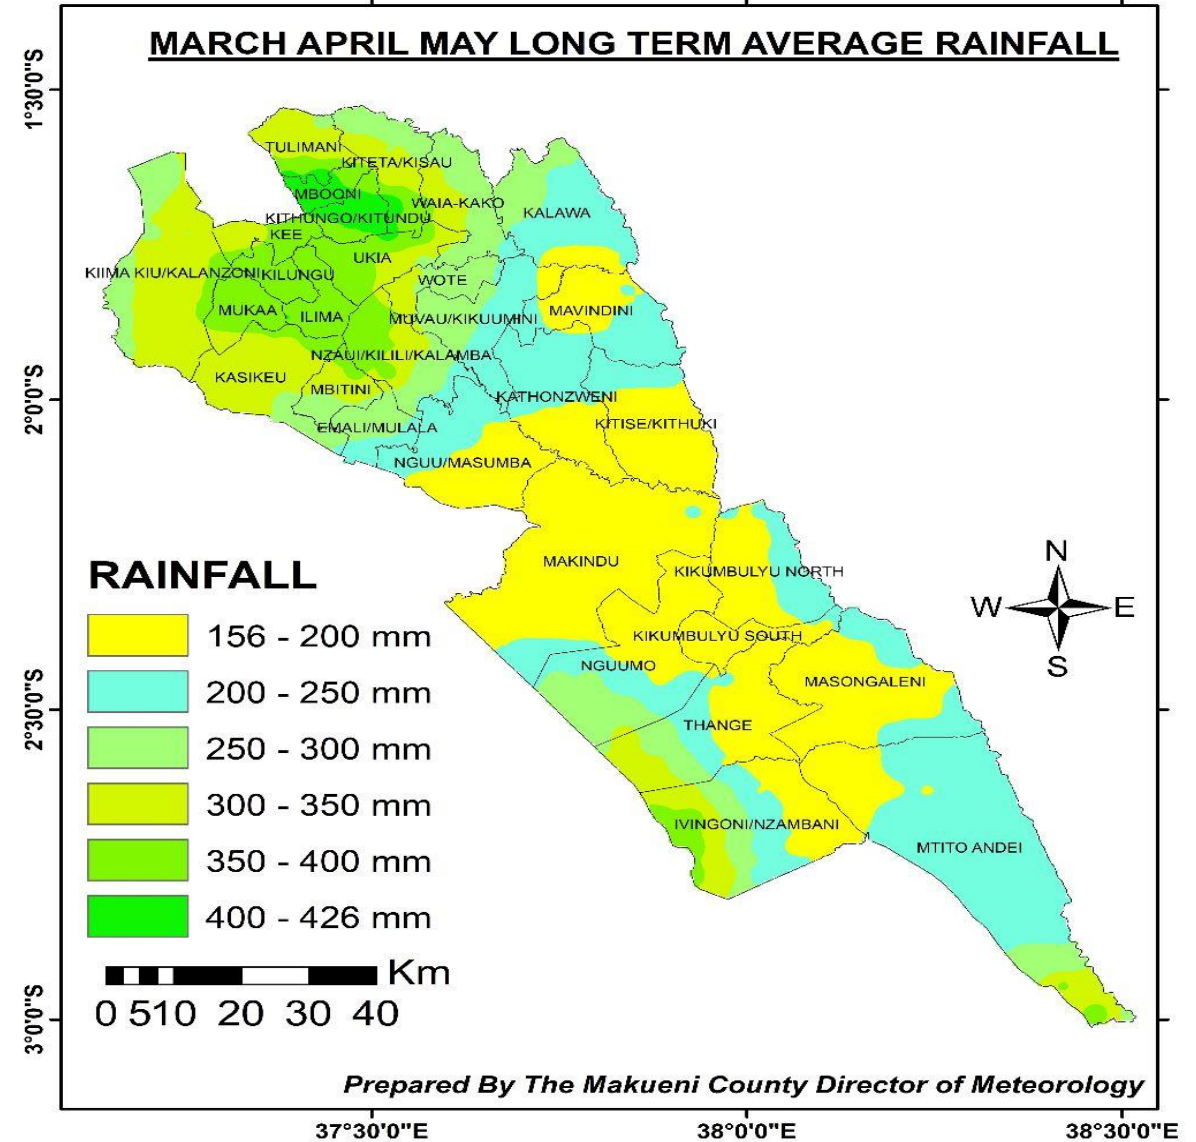 MARCH APRIL MAY LONG TERM AVERAGE RAINFALL
1°30'0"S
TULIMANI
KITETA/KISAU
MBOONI
WAIA-KAKO
KITHUNGO/KITUNDU
KALAWA
KEE
UKIA
KIIMA KIU/KALANZONI
KILUNGU
WOTE
MUKAA
ILIMA
MUVAU/KIKUUMINI
MAVINDINI
NZAUI/KILILI/KALAMBA
KASIKEU
MBITINI
KATHONZWENI
2°0'0"S
EMALI/MULALA
KITISE/KITHUKI
NGUU/MASUMBA
MAKINDU
KIKUMBULYU NORTH
N
W
E
S
KIKUMBULYU SOUTH
NGUUMO
MASONGALENI
2°30'0"S
THANGE
IVINGONI/NZAMBANI
MTITO ANDEI
RAINFALL
156 - 200 mm
200 - 250 mm
250 - 300 mm
300 - 350 mm
350 - 400 mm
400 - 426 mm
Km
0 510 20 30 40
3°0'0"S
Prepared By The Makueni County Director of Meteorology
37°30'0"E 38°0'0"E 38°30'0"E